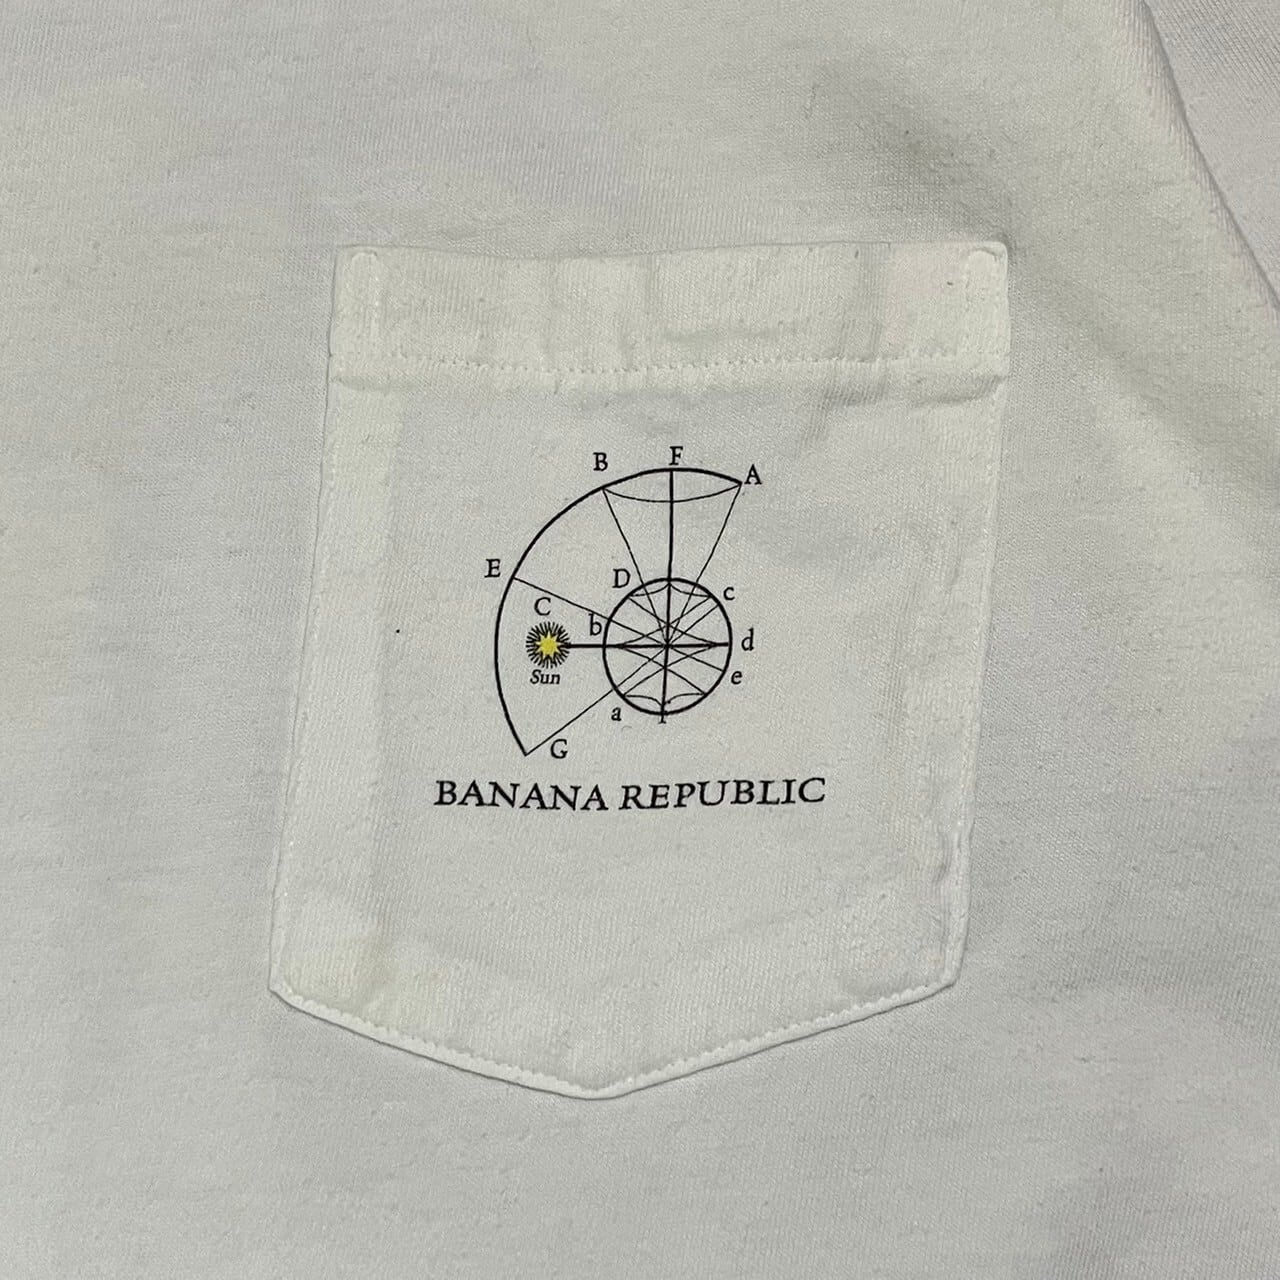 B F A
E D c
C b d
Sun e
a f
G
BANANA REPUBLIC